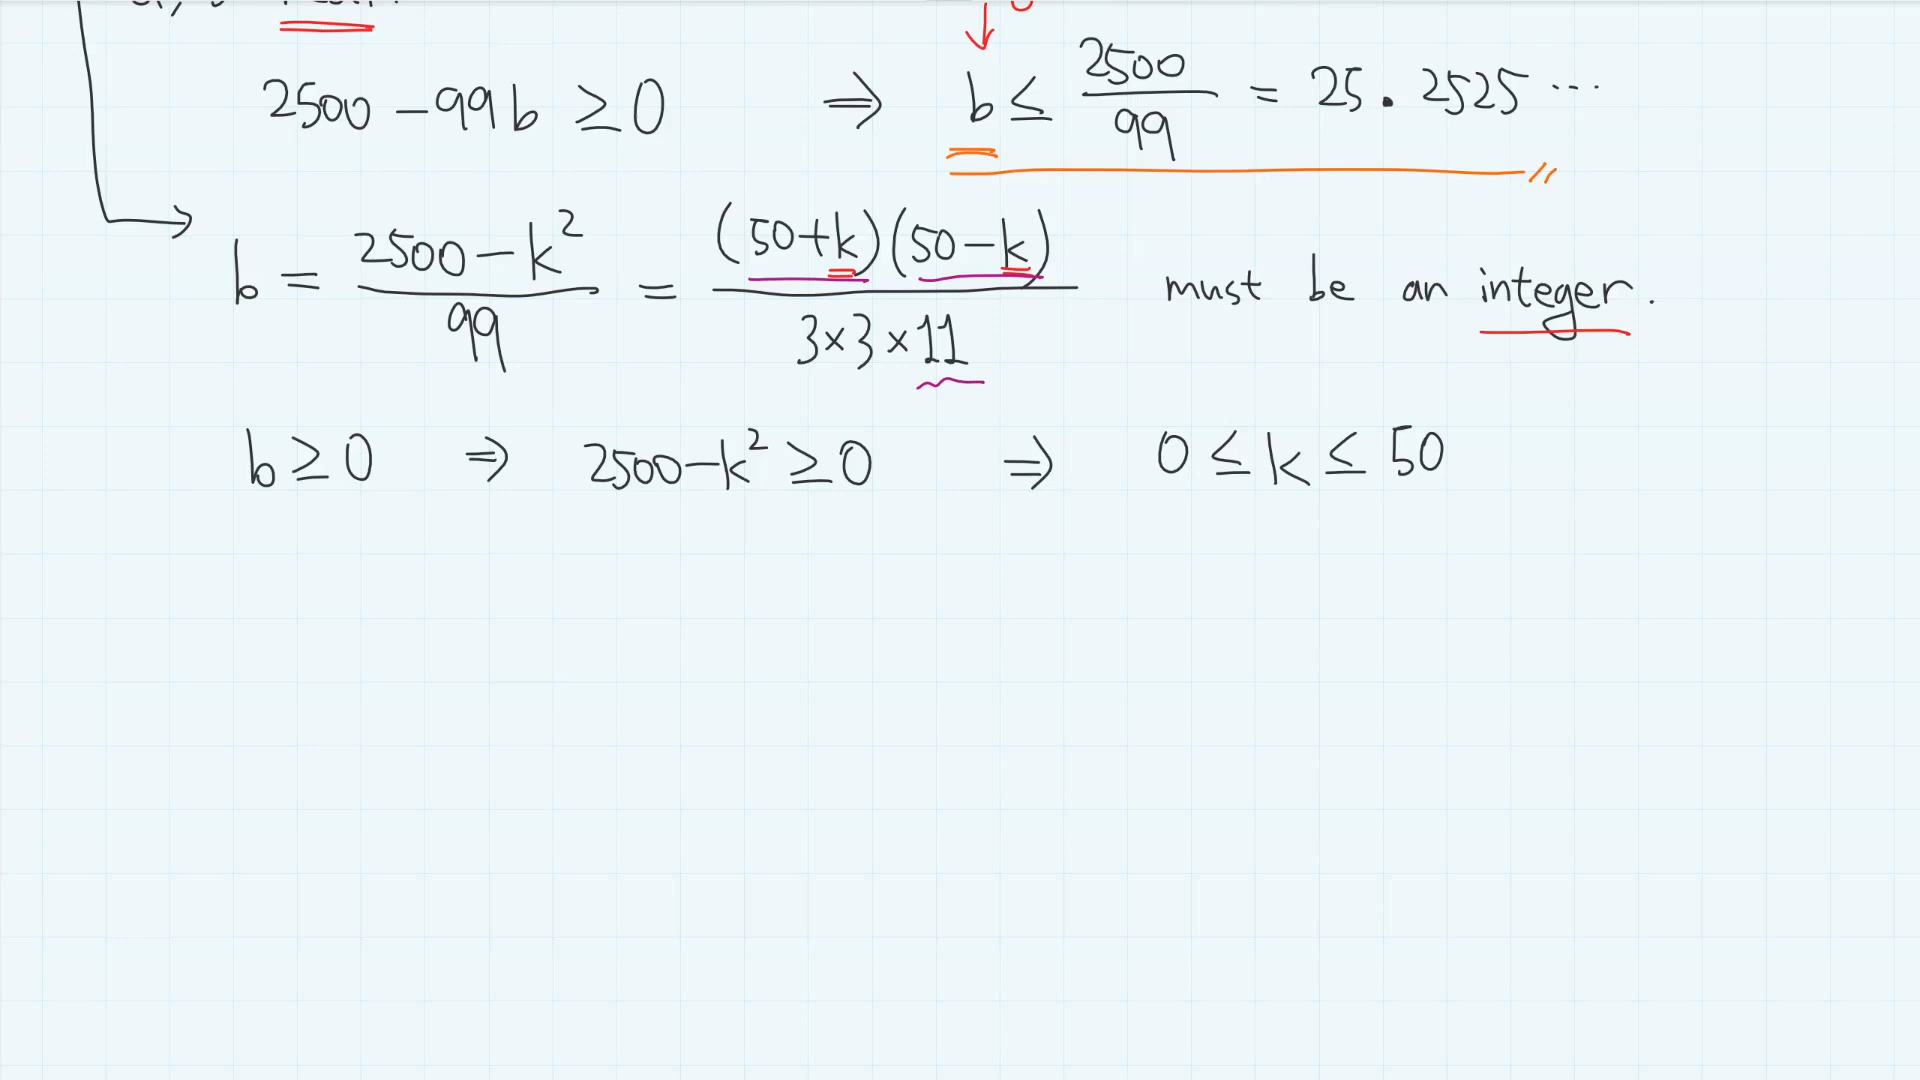 2500 - 99b ≥ 0 ⇒ b ≤ 2500/99 = 25.2525...
b = (2500 - k²)/99 = (50+k)(50-k)/(3×3×11) must be an integer.
b ≥ 0 ⇒ 2500 - k² ≥ 0 ⇒ 0 ≤ k ≤ 50